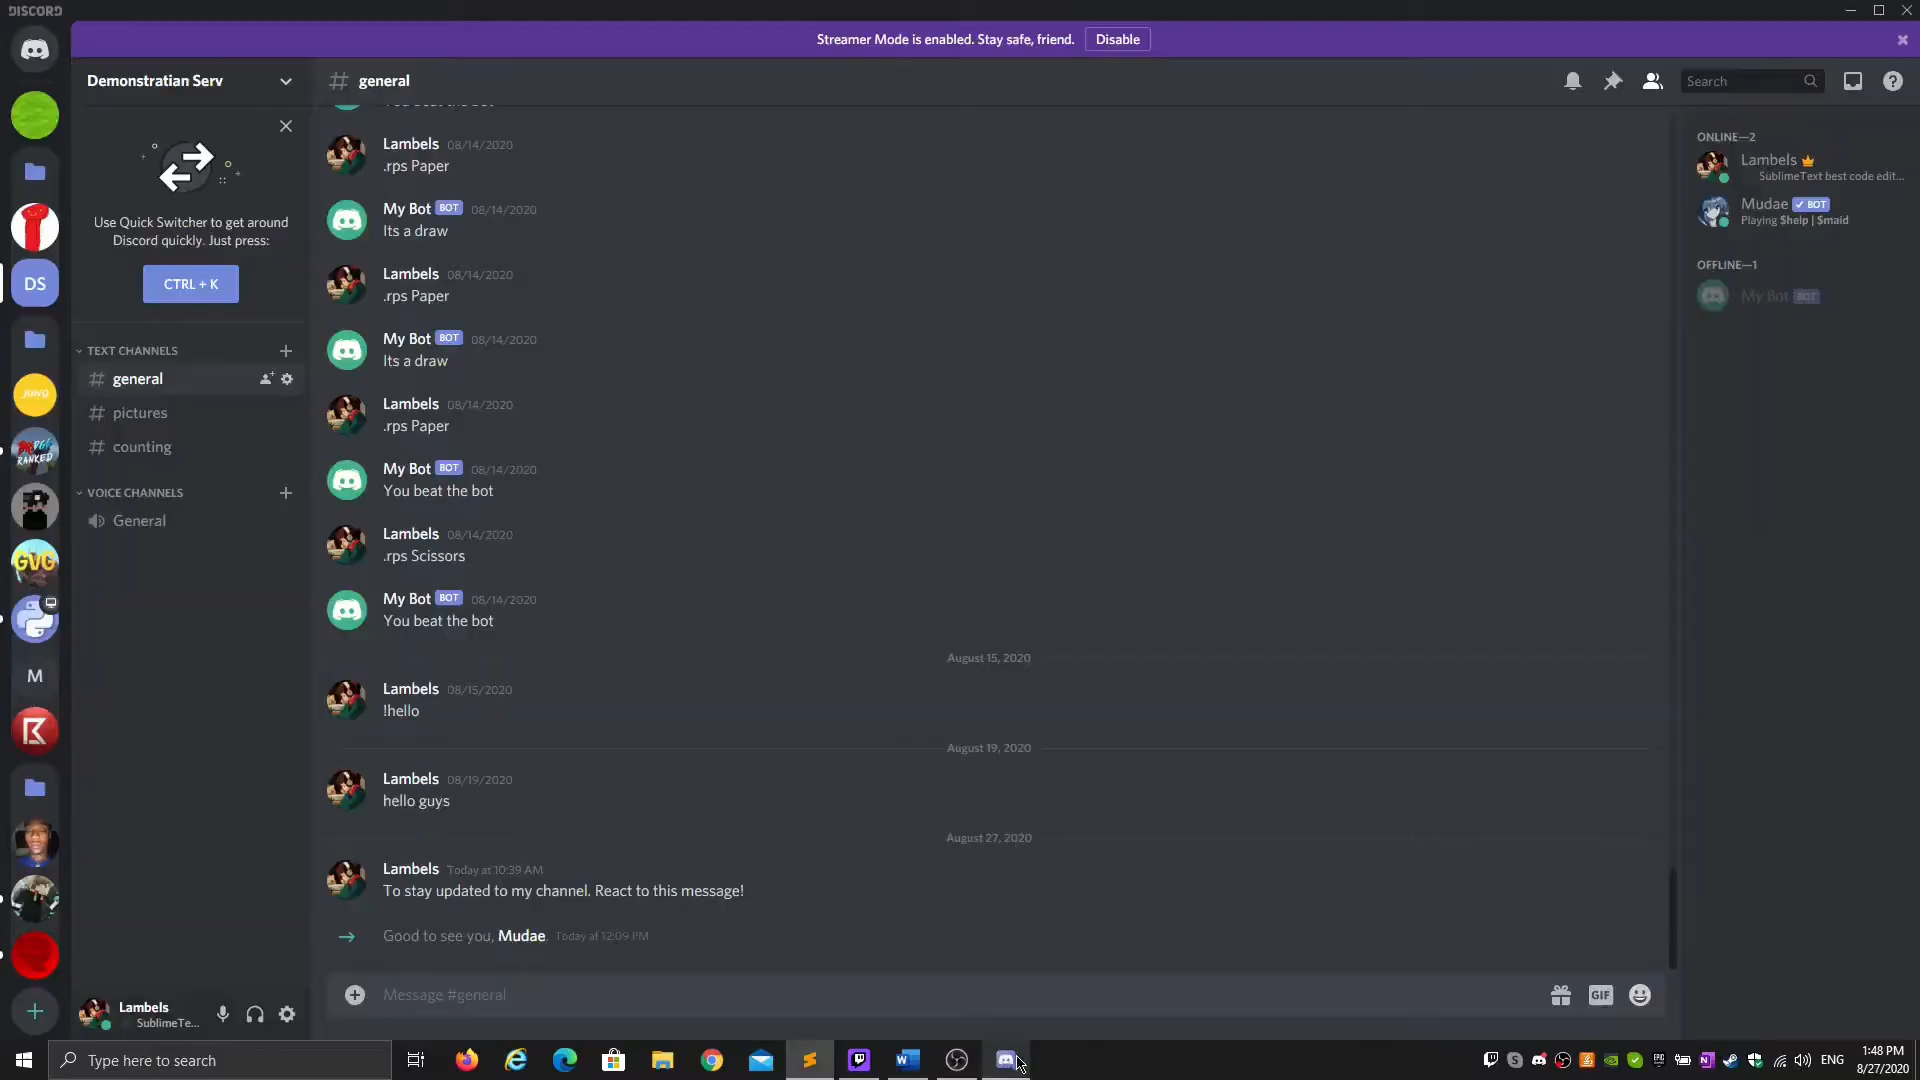 DISCORD
Streamer Mode is enabled. Stay safe, friend.
Disable
Demonstratian Serv
general
Search
Use Quick Switcher to get around
Discord quickly. Just press:
CTRL + K
TEXT CHANNELS
general
pictures
counting
VOICE CHANNELS
General
DS
JUNG
RANKED
GVG
M
Lambels 08/14/2020
.rps Paper
My Bot BOT 08/14/2020
Its a draw
Lambels 08/14/2020
.rps Paper
My Bot BOT 08/14/2020
Its a draw
Lambels 08/14/2020
.rps Paper
My Bot BOT 08/14/2020
You beat the bot
Lambels 08/14/2020
.rps Scissors
My Bot BOT 08/14/2020
You beat the bot
August 15, 2020
Lambels 08/15/2020
!hello
August 19, 2020
Lambels 08/19/2020
hello guys
August 27, 2020
Lambels Today at 10:39 AM
To stay updated to my channel. React to this message!
Good to see you, Mudae. Today at 12:09 PM
Message #general
GIF
ONLINE—2
Lambels
SublimeText best code edit...
Mudae BOT
Playing $help | $maid
OFFLINE—1
My Bot BOT
Lambels
SublimeTe...
Type here to search
ENG
1:48 PM
8/27/2020